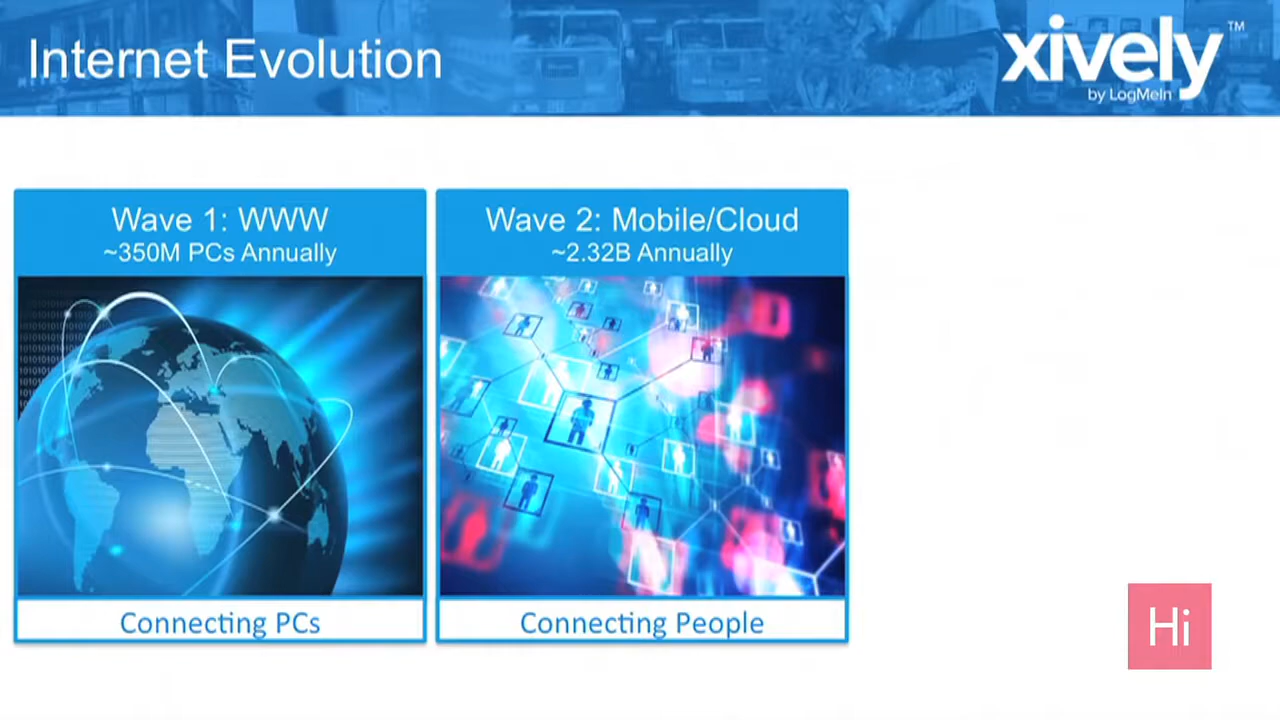 Internet Evolution
xively™
by LogMeIn
Wave 1: WWW
~350M PCs Annually
Wave 2: Mobile/Cloud
~2.32B Annually
Connecting PCs
Connecting People
Hi